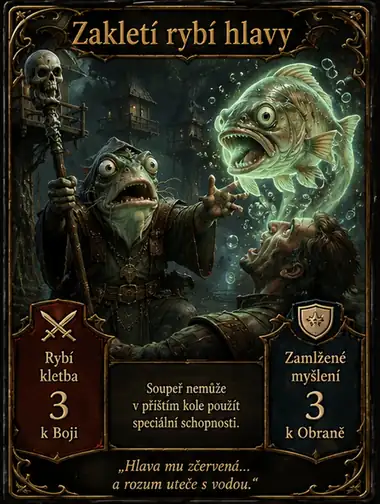 Zakletí rybí hlavy
Rybí
kletba
3
k Boji
Soupeř nemůže
v příštím kole použít
speciální schopnosti.
Zamlžené
myšlení
3
k Obraně
„Hlava mu zčervená...
a rozum uteče s vodou.“